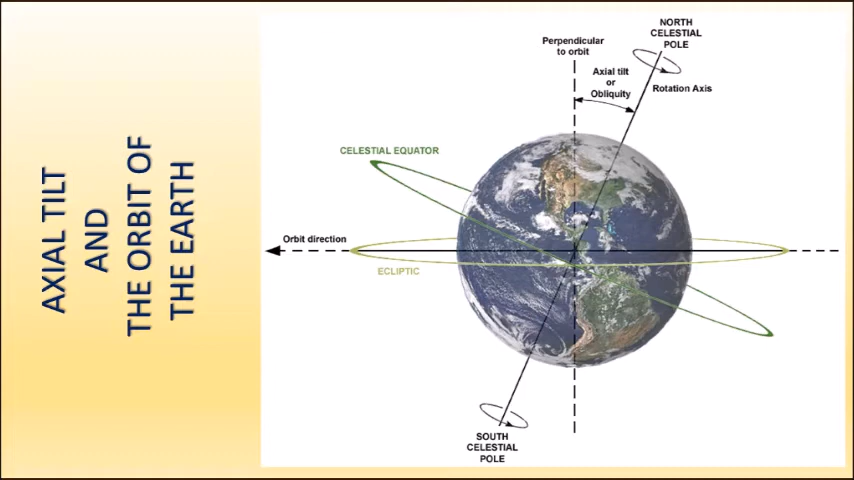 AXIAL TILT
AND
THE ORBIT OF
THE EARTH
NORTH
CELESTIAL
POLE
Perpendicular
to orbit
Axial tilt
or
Obliquity
Rotation Axis
CELESTIAL EQUATOR
Orbit direction
ECLIPTIC
SOUTH
CELESTIAL
POLE